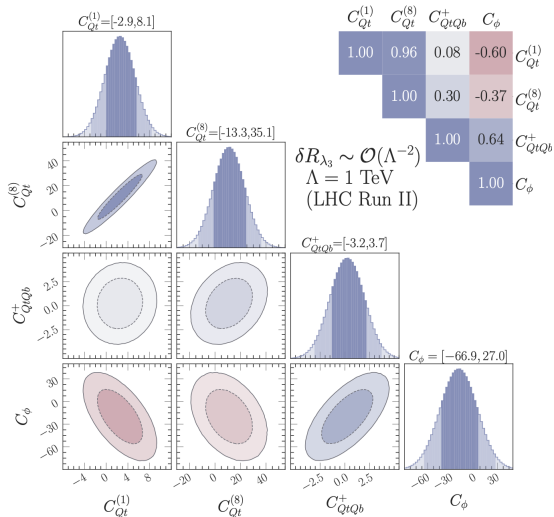 C_{Qt}^{(1)} C_{Qt}^{(8)} C_{QtQb}^{+} C_ϕ
C_{Qt}^{(1)}=[-2.9,8.1]
1.00 0.96 0.08 -0.60 C_{Qt}^{(1)}
1.00 0.30 -0.37 C_{Qt}^{(8)}
C_{Qt}^{(8)}=[-13.3,35.1]
1.00 0.64 C_{QtQb}^{+}
1.00 C_ϕ
δR_{λ_3} ∼ 𝒪(Λ^{-2})
Λ = 1 TeV
(LHC Run II)
C_{Qt}^{(8)}
40
20
0
−20
C_{QtQb}^{+}=[-3.2,3.7]
C_{QtQb}^{+}
2.5
0.0
−2.5
C_ϕ = [−66.9, 27.0]
C_ϕ
30
0
−30
−60
−4 0 4 8
−20 0 20 40
−2.5 0.0 2.5
−60 −30 0 30
C_{Qt}^{(1)} C_{Qt}^{(8)} C_{QtQb}^{+} C_ϕ